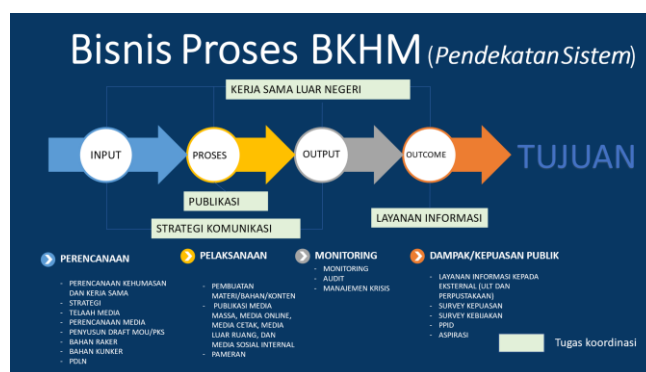 Bisnis Proses BKHM (Pendekatan Sistem)
KERJA SAMA LUAR NEGERI
INPUT
PROSES
OUTPUT
OUTCOME
TUJUAN
PUBLIKASI
STRATEGI KOMUNIKASI
LAYANAN INFORMASI
PERENCANAAN
- PERENCANAAN KEHUMASAN
DAN KERJA SAMA
- STRATEGI
- TELAAH MEDIA
- PERENCANAAN MEDIA
- PENYUSUN DRAFT MOU/PKS
- BAHAN RAKER
- BAHAN KUNKER
- PDLN
PELAKSANAAN
- PEMBUATAN
MATERI/BAHAN/KONTEN
- PUBLIKASI MEDIA
MASSA, MEDIA ONLINE,
MEDIA CETAK, MEDIA
LUAR RUANG, DAN
MEDIA SOSIAL INTERNAL
- PAMERAN
MONITORING
- MONITORING
- AUDIT
- MANAJEMEN KRISIS
DAMPAK/KEPUASAN PUBLIK
- LAYANAN INFORMASI KEPADA
EKSTERNAL (ULT DAN
PERPUSTAKAAN)
- SURVEY KEPUASAN
- SURVEY KEBIJAKAN
- PPID
- ASPIRASI
Tugas koordinasi